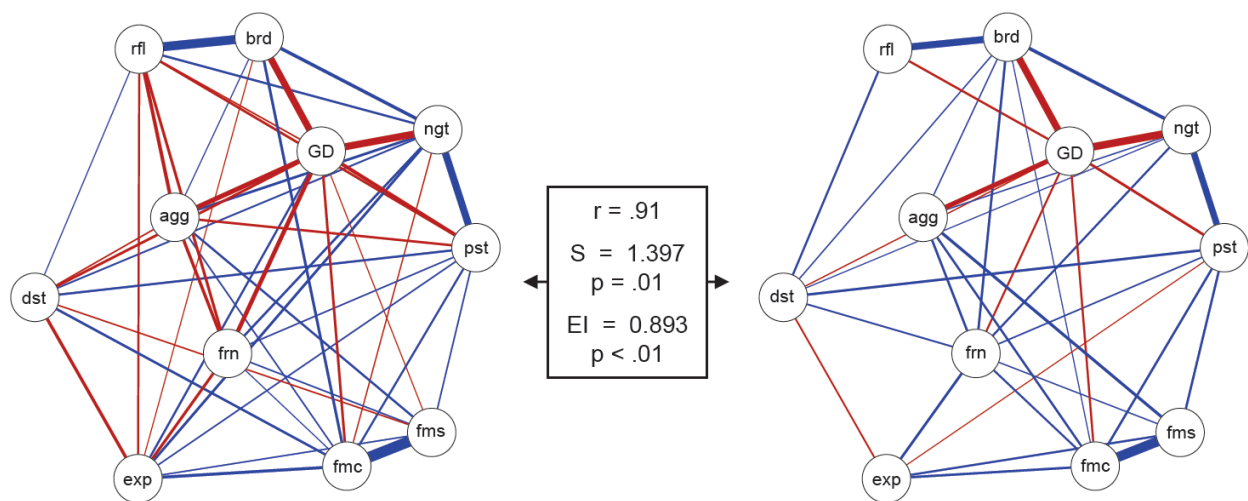 rfl
brd
ngt
GD
agg
pst
dst
frn
fms
fmc
exp
r = .91
S = 1.397
p = .01
EI = 0.893
p < .01
rfl
brd
ngt
GD
agg
pst
dst
frn
fms
fmc
exp